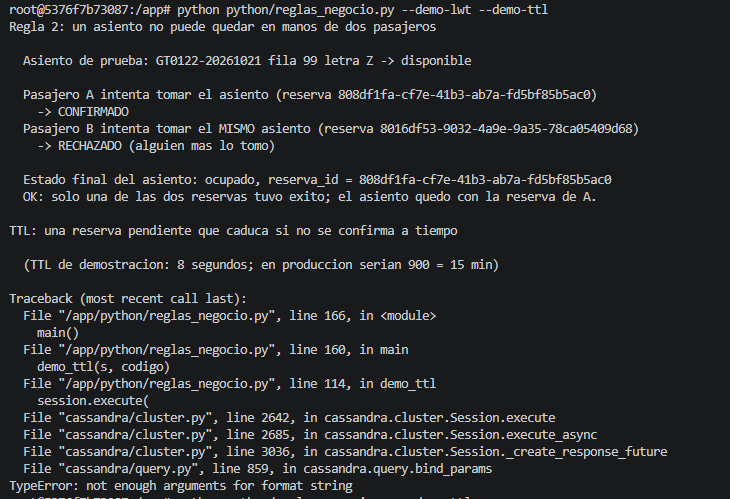 root@5376f7b73087:/app# python python/reglas_negocio.py --demo-lwt --demo-ttl
Regla 2: un asiento no puede quedar en manos de dos pasajeros
Asiento de prueba: GT0122-20261021 fila 99 letra Z -> disponible
Pasajero A intenta tomar el asiento (reserva 808df1fa-cf7e-41b3-ab7a-fd5bf85b5ac0)
-> CONFIRMADO
Pasajero B intenta tomar el MISMO asiento (reserva 8016df53-9032-4a9e-9a35-78ca05409d68)
-> RECHAZADO (alguien mas lo tomo)
Estado final del asiento: ocupado, reserva_id = 808df1fa-cf7e-41b3-ab7a-fd5bf85b5ac0
OK: solo una de las dos reservas tuvo exito; el asiento quedo con la reserva de A.
TTL: una reserva pendiente que caduca si no se confirma a tiempo
(TTL de demostracion: 8 segundos; en produccion serian 900 = 15 min)
Traceback (most recent call last):
File "/app/python/reglas_negocio.py", line 166, in <module>
main()
File "/app/python/reglas_negocio.py", line 160, in main
demo_ttl(s, codigo)
File "/app/python/reglas_negocio.py", line 114, in demo_ttl
session.execute(
File "cassandra/cluster.py", line 2642, in cassandra.cluster.Session.execute
File "cassandra/cluster.py", line 2685, in cassandra.cluster.Session.execute_async
File "cassandra/cluster.py", line 3036, in cassandra.cluster.Session._create_response_future
File "cassandra/query.py", line 859, in cassandra.query.bind_params
TypeError: not enough arguments for format string